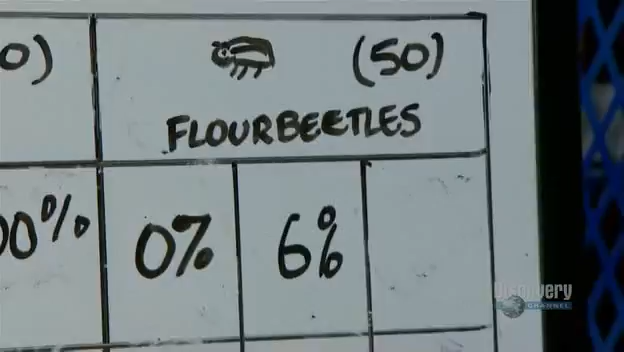 0) (50)
FLOURBEETLES
00% 0% 6%
Discovery
CHANNEL